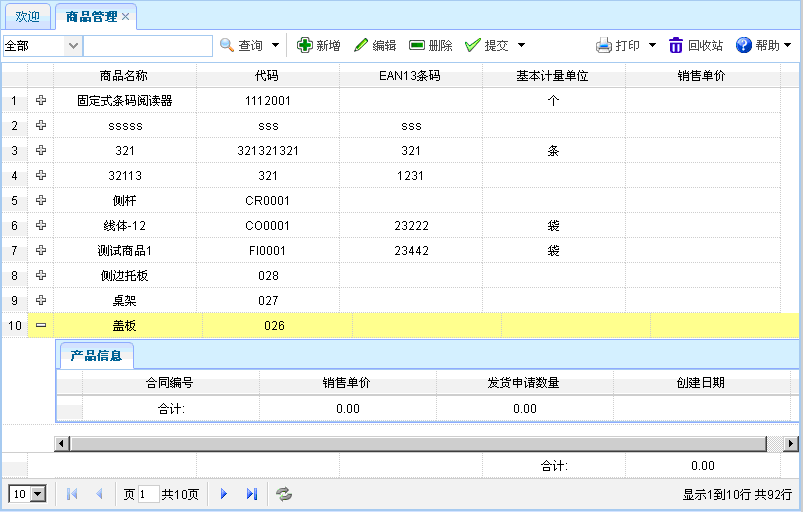 欢迎 商品管理
全部 查询 新增 编辑 删除 提交 打印 回收站 帮助
商品名称 代码 EAN13条码 基本计量单位 销售单价
1 固定式条码阅读器 1112001 个
2 sssss sss sss
3 321 321321321 321 条
4 32113 321 1231
5 侧杆 CR0001
6 线体-12 CO0001 23222 袋
7 测试商品1 FI0001 23442 袋
8 侧边托板 028
9 桌架 027
10 盖板 026
产品信息
合同编号 销售单价 发货申请数量 创建日期
合计: 0.00 0.00
合计: 0.00
10 页 1 共10页 显示1到10行 共92行